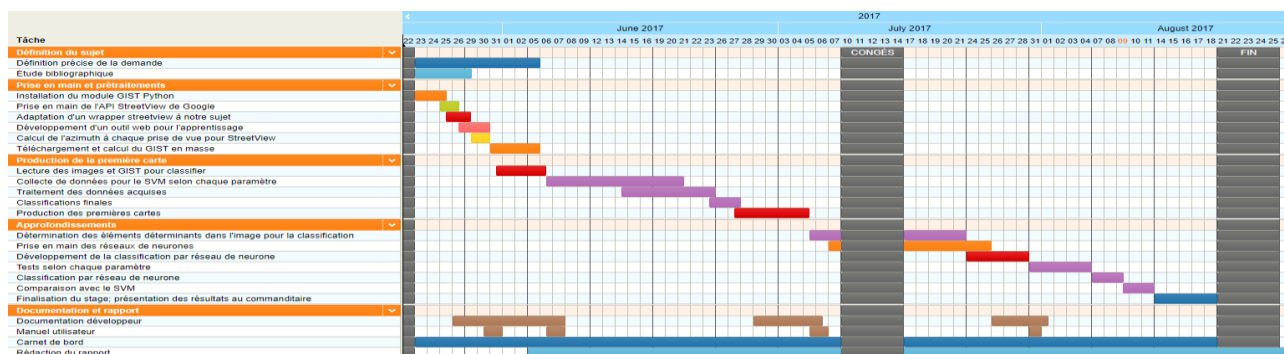 2017
June 2017 July 2017 August 2017
Tâche 22 23 24 25 26 29 30 31 01 02 05 06 07 08 09 12 13 14 15 16 19 20 21 22 23 26 27 28 29 30 03 04 05 06 07 10 11 12 13 14 17 18 19 20 21 24 25 26 27 28 31 01 02 03 04 07 08 09 10 11 14 15 16 17 18 21 22 23 24 25
Définition du sujet CONGÉS FIN
Définition précise de la demande
Etude bibliographique
Prise en main et prétraitements
Installation du module GIST Python
Prise en main de l'API StreetView de Google
Adaptation d'un wrapper streetview à notre sujet
Développement d'un outil web pour l'apprentissage
Calcul de l'azimuth à chaque prise de vue pour StreetView
Téléchargement et calcul du GIST en masse
Production de la première carte
Lecture des images et GIST pour classifier
Collecte de données pour le SVM selon chaque paramètre
Traitement des données acquises
Classifications finales
Production des premières cartes
Approfondissements
Détermination des éléments déterminants dans l'image pour la classification
Prise en main des réseaux de neurones
Développement de la classification par réseau de neurone
Tests selon chaque paramètre
Classification par réseau de neurone
Comparaison avec le SVM
Finalisation du stage; présentation des résultats au commanditaire
Documentation et rapport
Documentation développeur
Manuel utilisateur
Carnet de bord
Rédaction du rapport